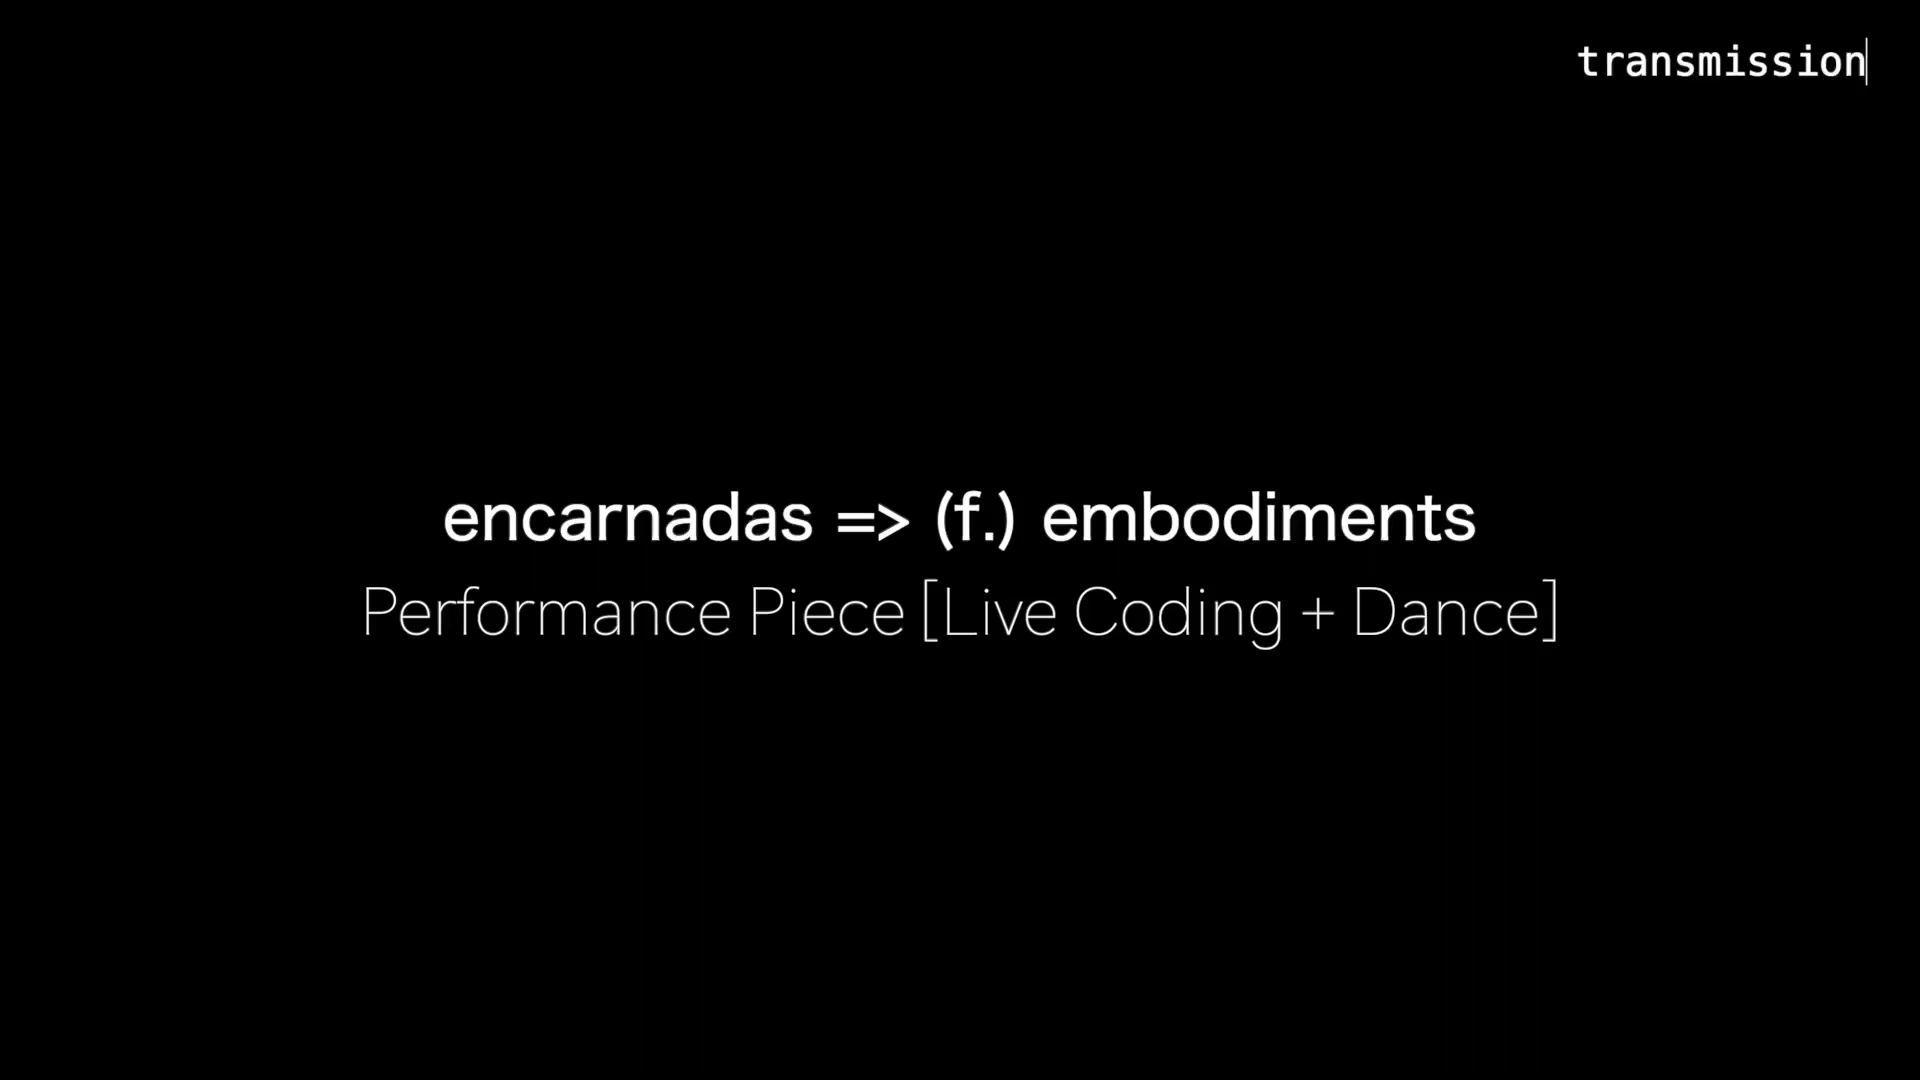 transmission
encarnadas => (f.) embodiments
Performance Piece [Live Coding + Dance]